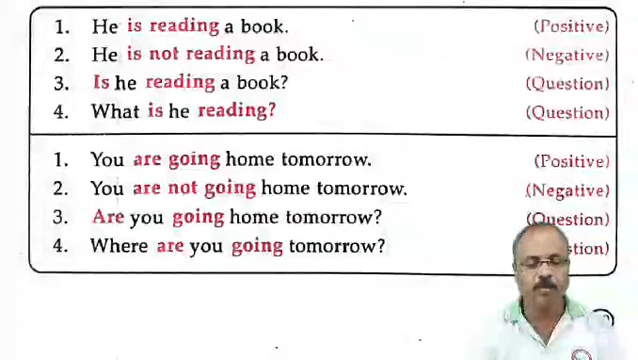 1. He is reading a book. (Positive)
2. He is not reading a book. (Negative)
3. Is he reading a book? (Question)
4. What is he reading? (Question)
1. You are going home tomorrow. (Positive)
2. You are not going home tomorrow. (Negative)
3. Are you going home tomorrow? (Question)
4. Where are you going tomorrow?